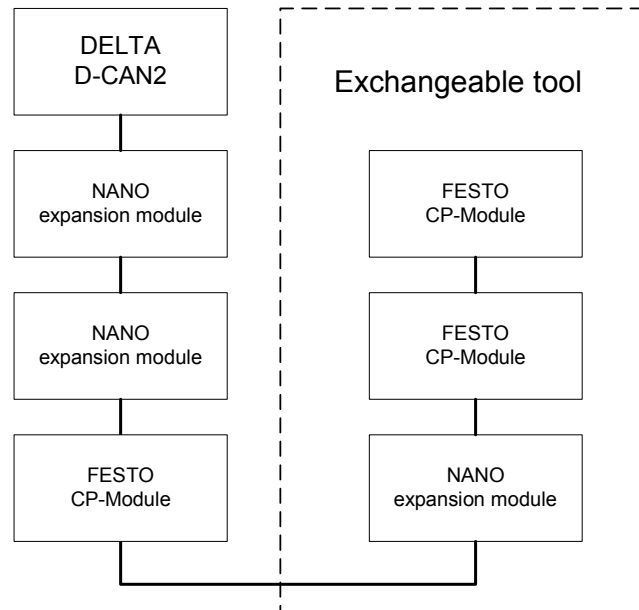 DELTA
D-CAN2
NANO
expansion module
NANO
expansion module
FESTO
CP-Module
Exchangeable tool
FESTO
CP-Module
FESTO
CP-Module
NANO
expansion module